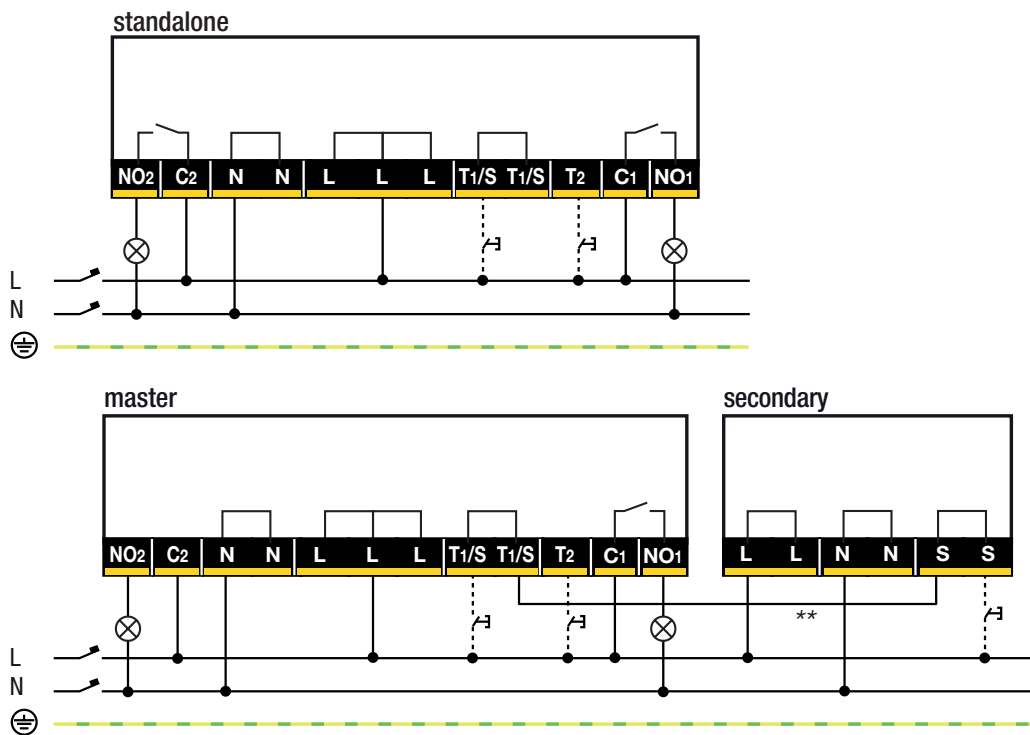 standalone
NO2 C2 N N L L L T1/S T1/S T2 C1 NO1
L
N
master secondary
NO2 C2 N N L L L T1/S T1/S T2 C1 NO1 L L N N S S
**
L
N